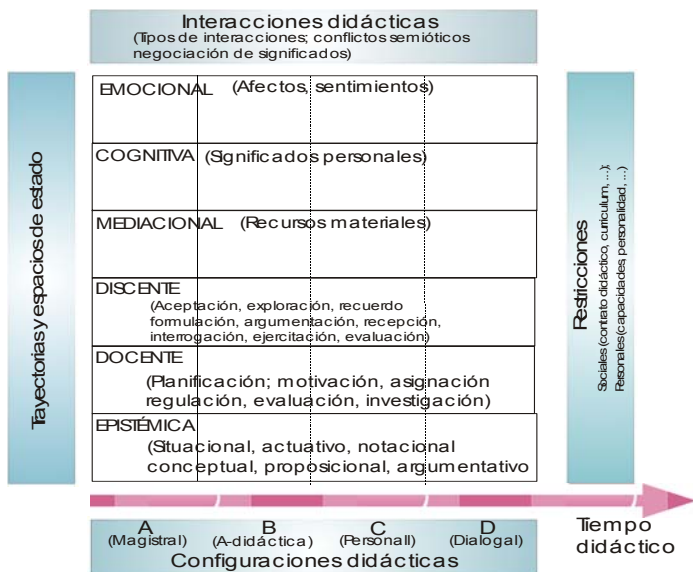 Interacciones didácticas
(Tipos de interacciones; conflictos semióticos
negociación de significados)
Trayectorias y espacios de estado
EMOCIONAL (Afectos, sentimientos)
COGNITIVA (Significados personales)
MEDIACIONAL (Recursos materiales)
DISCENTE
(Aceptación, exploración, recuerdo
formulación, argumentación, recepción,
interrogación, ejercitación, evaluación)
DOCENTE
(Planificación; motivación, asignación
regulación, evaluación, investigación)
EPISTÉMICA
(Situacional, actuativo, notacional
conceptual, proposicional, argumentativo
Restricciones
Sociales (contrato didáctico, curriculum, ...);
Personales (capacidades, personalidad, ...)
A B C D
(Magistral) (A-didáctica) (Personall) (Dialogal)
Configuraciones didácticas
Tiempo
didáctico